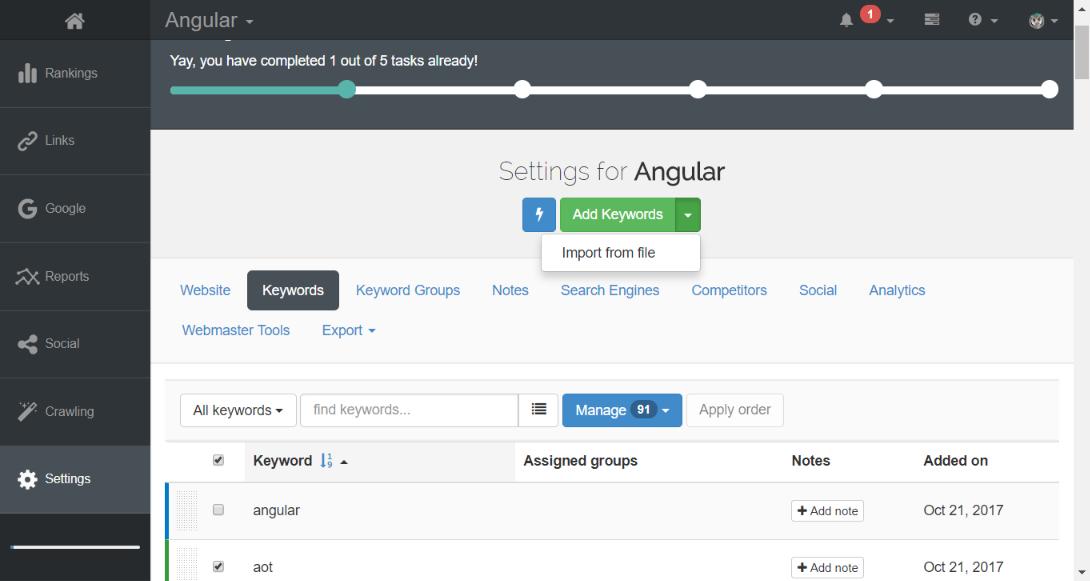 Angular
1
Yay, you have completed 1 out of 5 tasks already!
Rankings
Links
Google
Reports
Social
Crawling
Settings
Settings for Angular
Add Keywords
Import from file
Website Keywords Keyword Groups Notes Search Engines Competitors Social Analytics
Webmaster Tools Export
All keywords find keywords... Manage 91 Apply order
Keyword Assigned groups Notes Added on
angular + Add note Oct 21, 2017
aot + Add note Oct 21, 2017